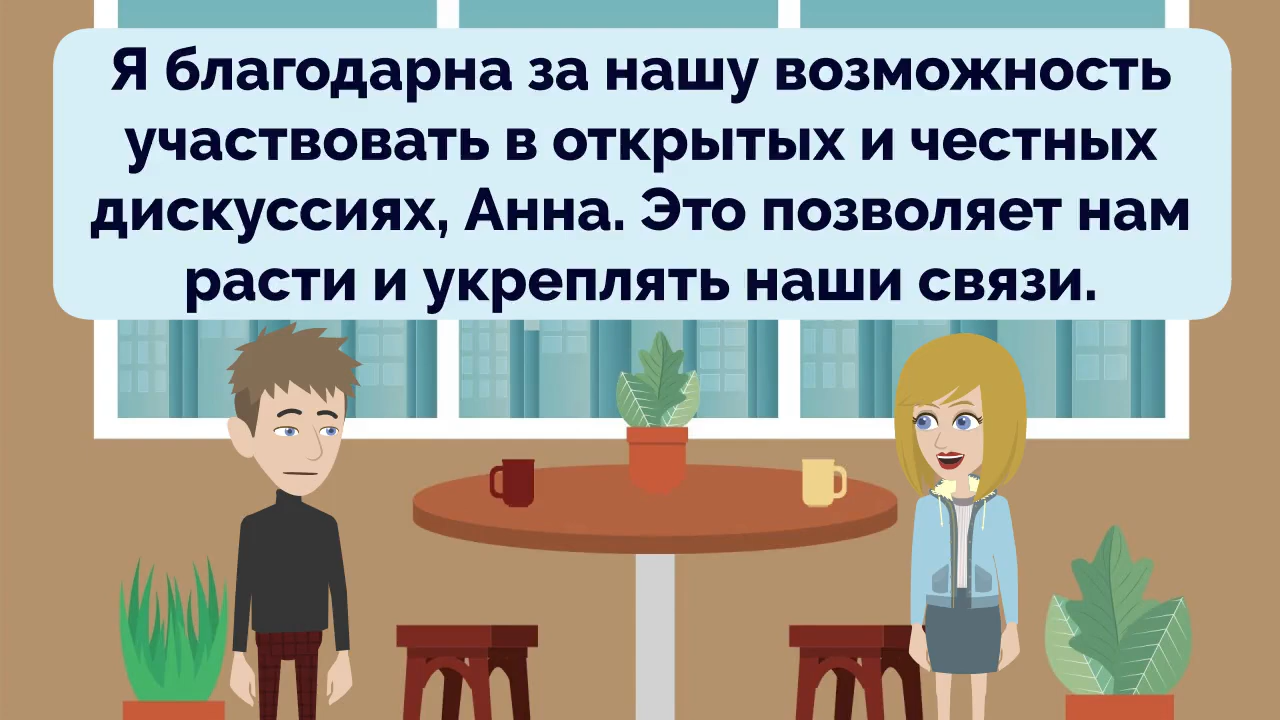 Я благодарна за нашу возможность
участвовать в открытых и честных
дискуссиях, Анна. Это позволяет нам
расти и укреплять наши связи.